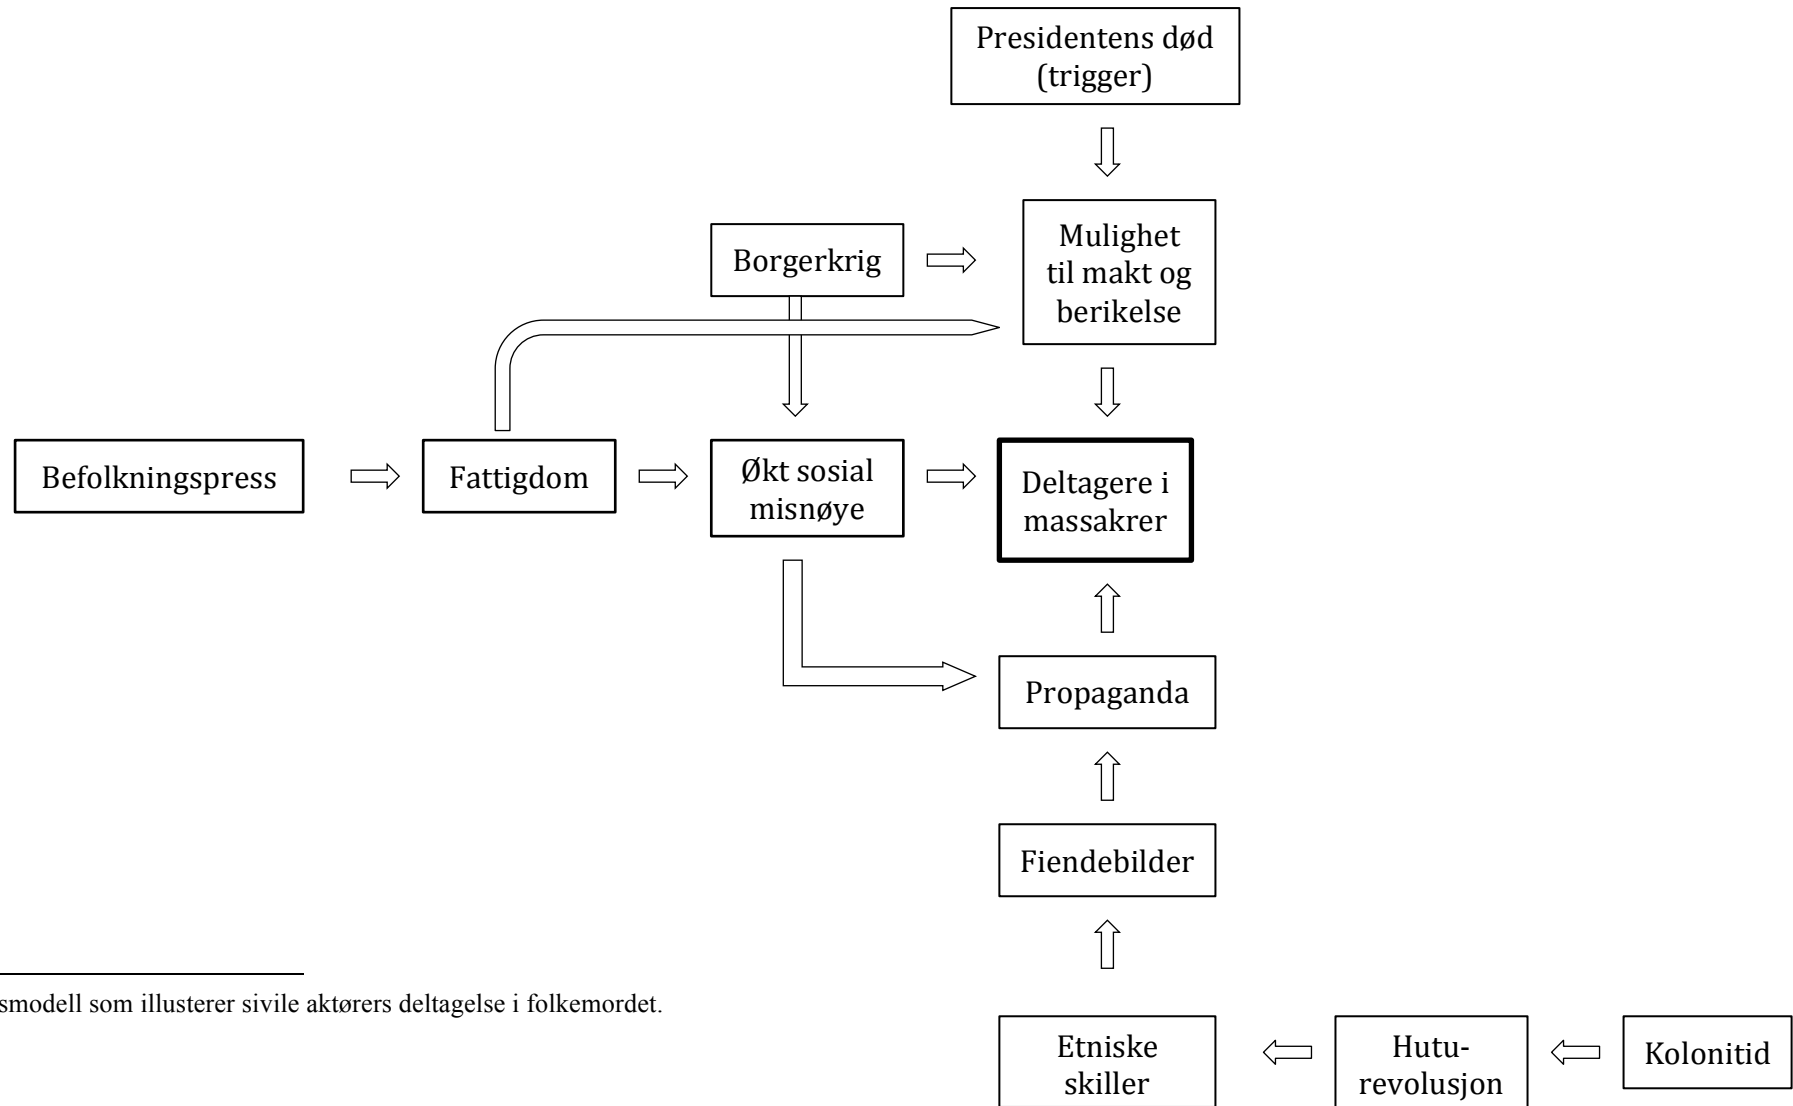 Presidentens død
(trigger)
Mulighet
til makt og
berikelse
Borgerkrig
Befolkningspress
Fattigdom
Økt sosial
misnøye
Deltagere i
massakrer
Propaganda
Fiendebilder
smodell som illusterer sivile aktørers deltagelse i folkemordet.
Etniske
skiller
Hutu-
revolusjon
Kolonitid